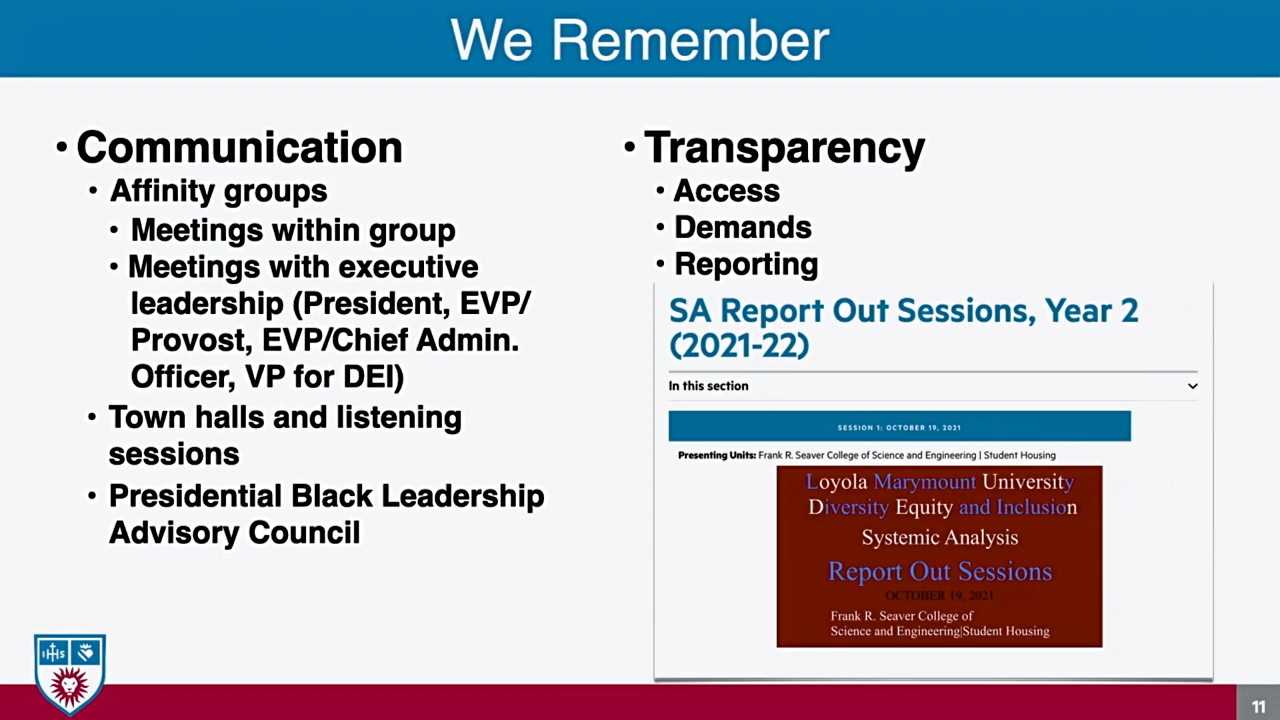 We Remember
• Communication
• Affinity groups
• Meetings within group
• Meetings with executive
leadership (President, EVP/
Provost, EVP/Chief Admin.
Officer, VP for DEI)
• Town halls and listening
sessions
• Presidential Black Leadership
Advisory Council
• Transparency
• Access
• Demands
• Reporting
SA Report Out Sessions, Year 2
(2021-22)
In this section
SESSION 1: OCTOBER 19, 2021
Presenting Units: Frank R. Seaver College of Science and Engineering | Student Housing
Loyola Marymount University
Diversity Equity and Inclusion
Systemic Analysis
Report Out Sessions
OCTOBER 19, 2021
Frank R. Seaver College of
Science and Engineering|Student Housing
IHS
11